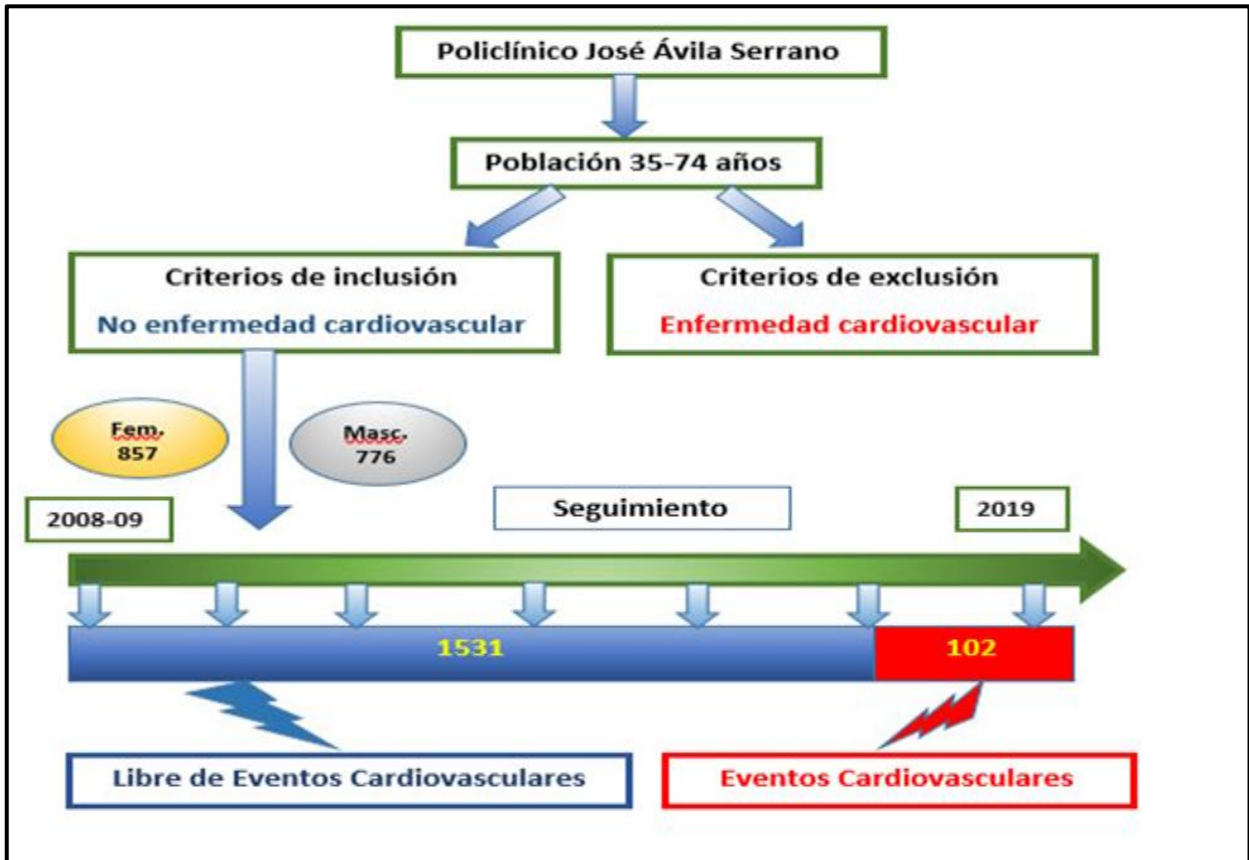 Policlínico José Ávila Serrano
Población 35-74 años
Criterios de inclusión
No enfermedad cardiovascular
Criterios de exclusión
Enfermedad cardiovascular
Fem.
857
Masc.
776
2008-09
Seguimiento
2019
1531
102
Libre de Eventos Cardiovasculares
Eventos Cardiovasculares